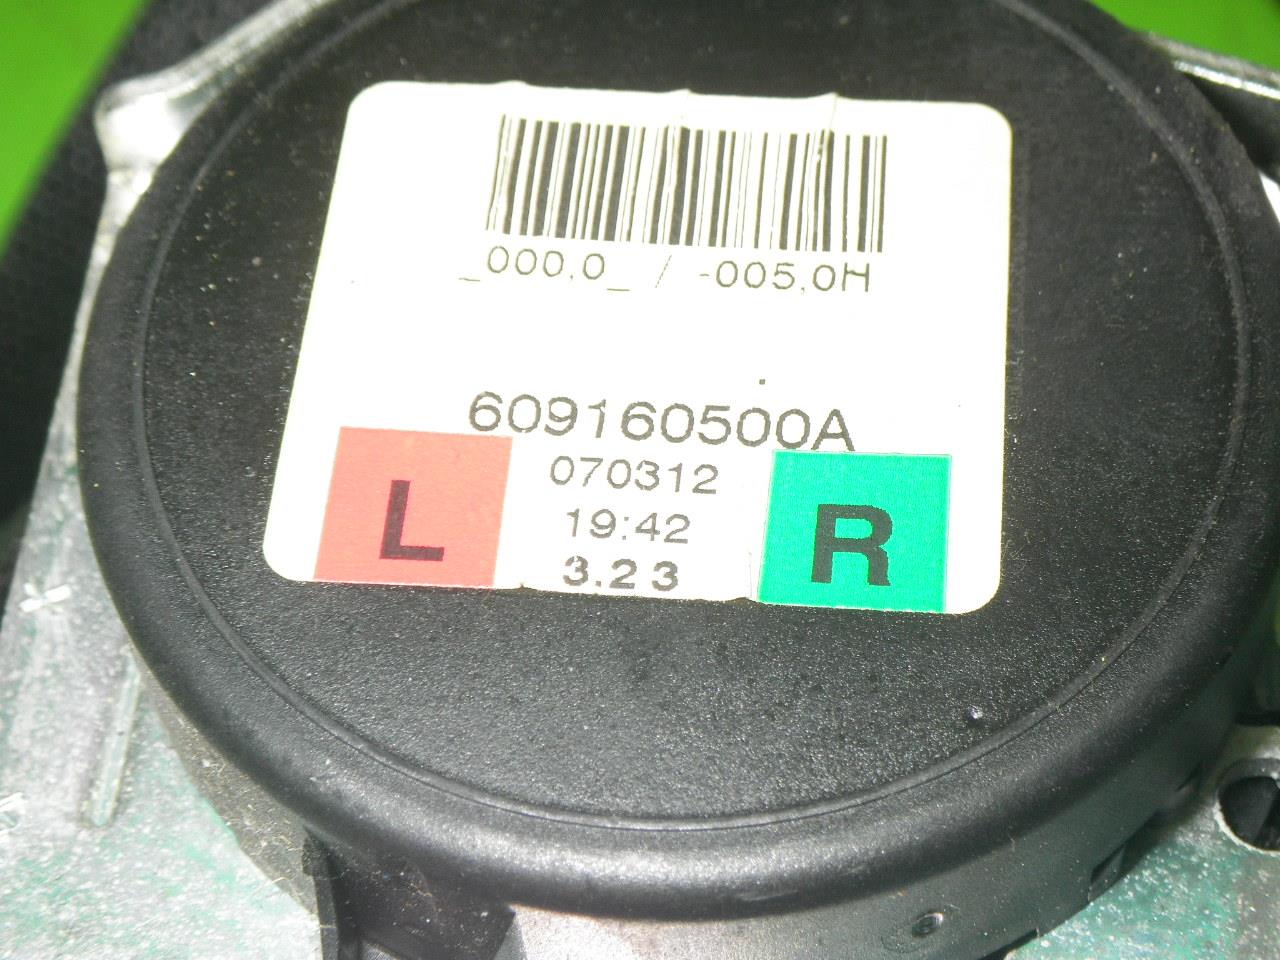 _000,0_ / -005,0H
609160500A
L 070312 R
19:42
3.23